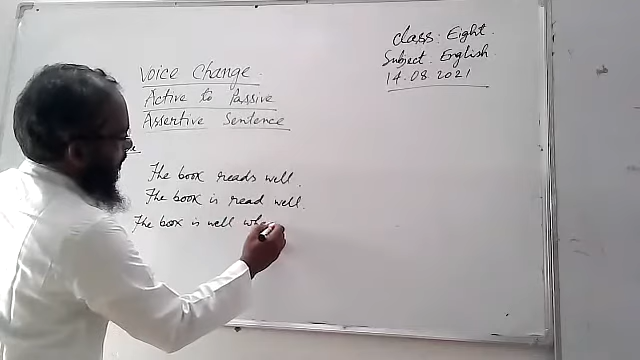 Class: Eight.
Subject: English.
14.08.2021
Voice Change.
Active to Passive
Assertive Sentence
The book reads well.
The book is read well.
The book is well whe